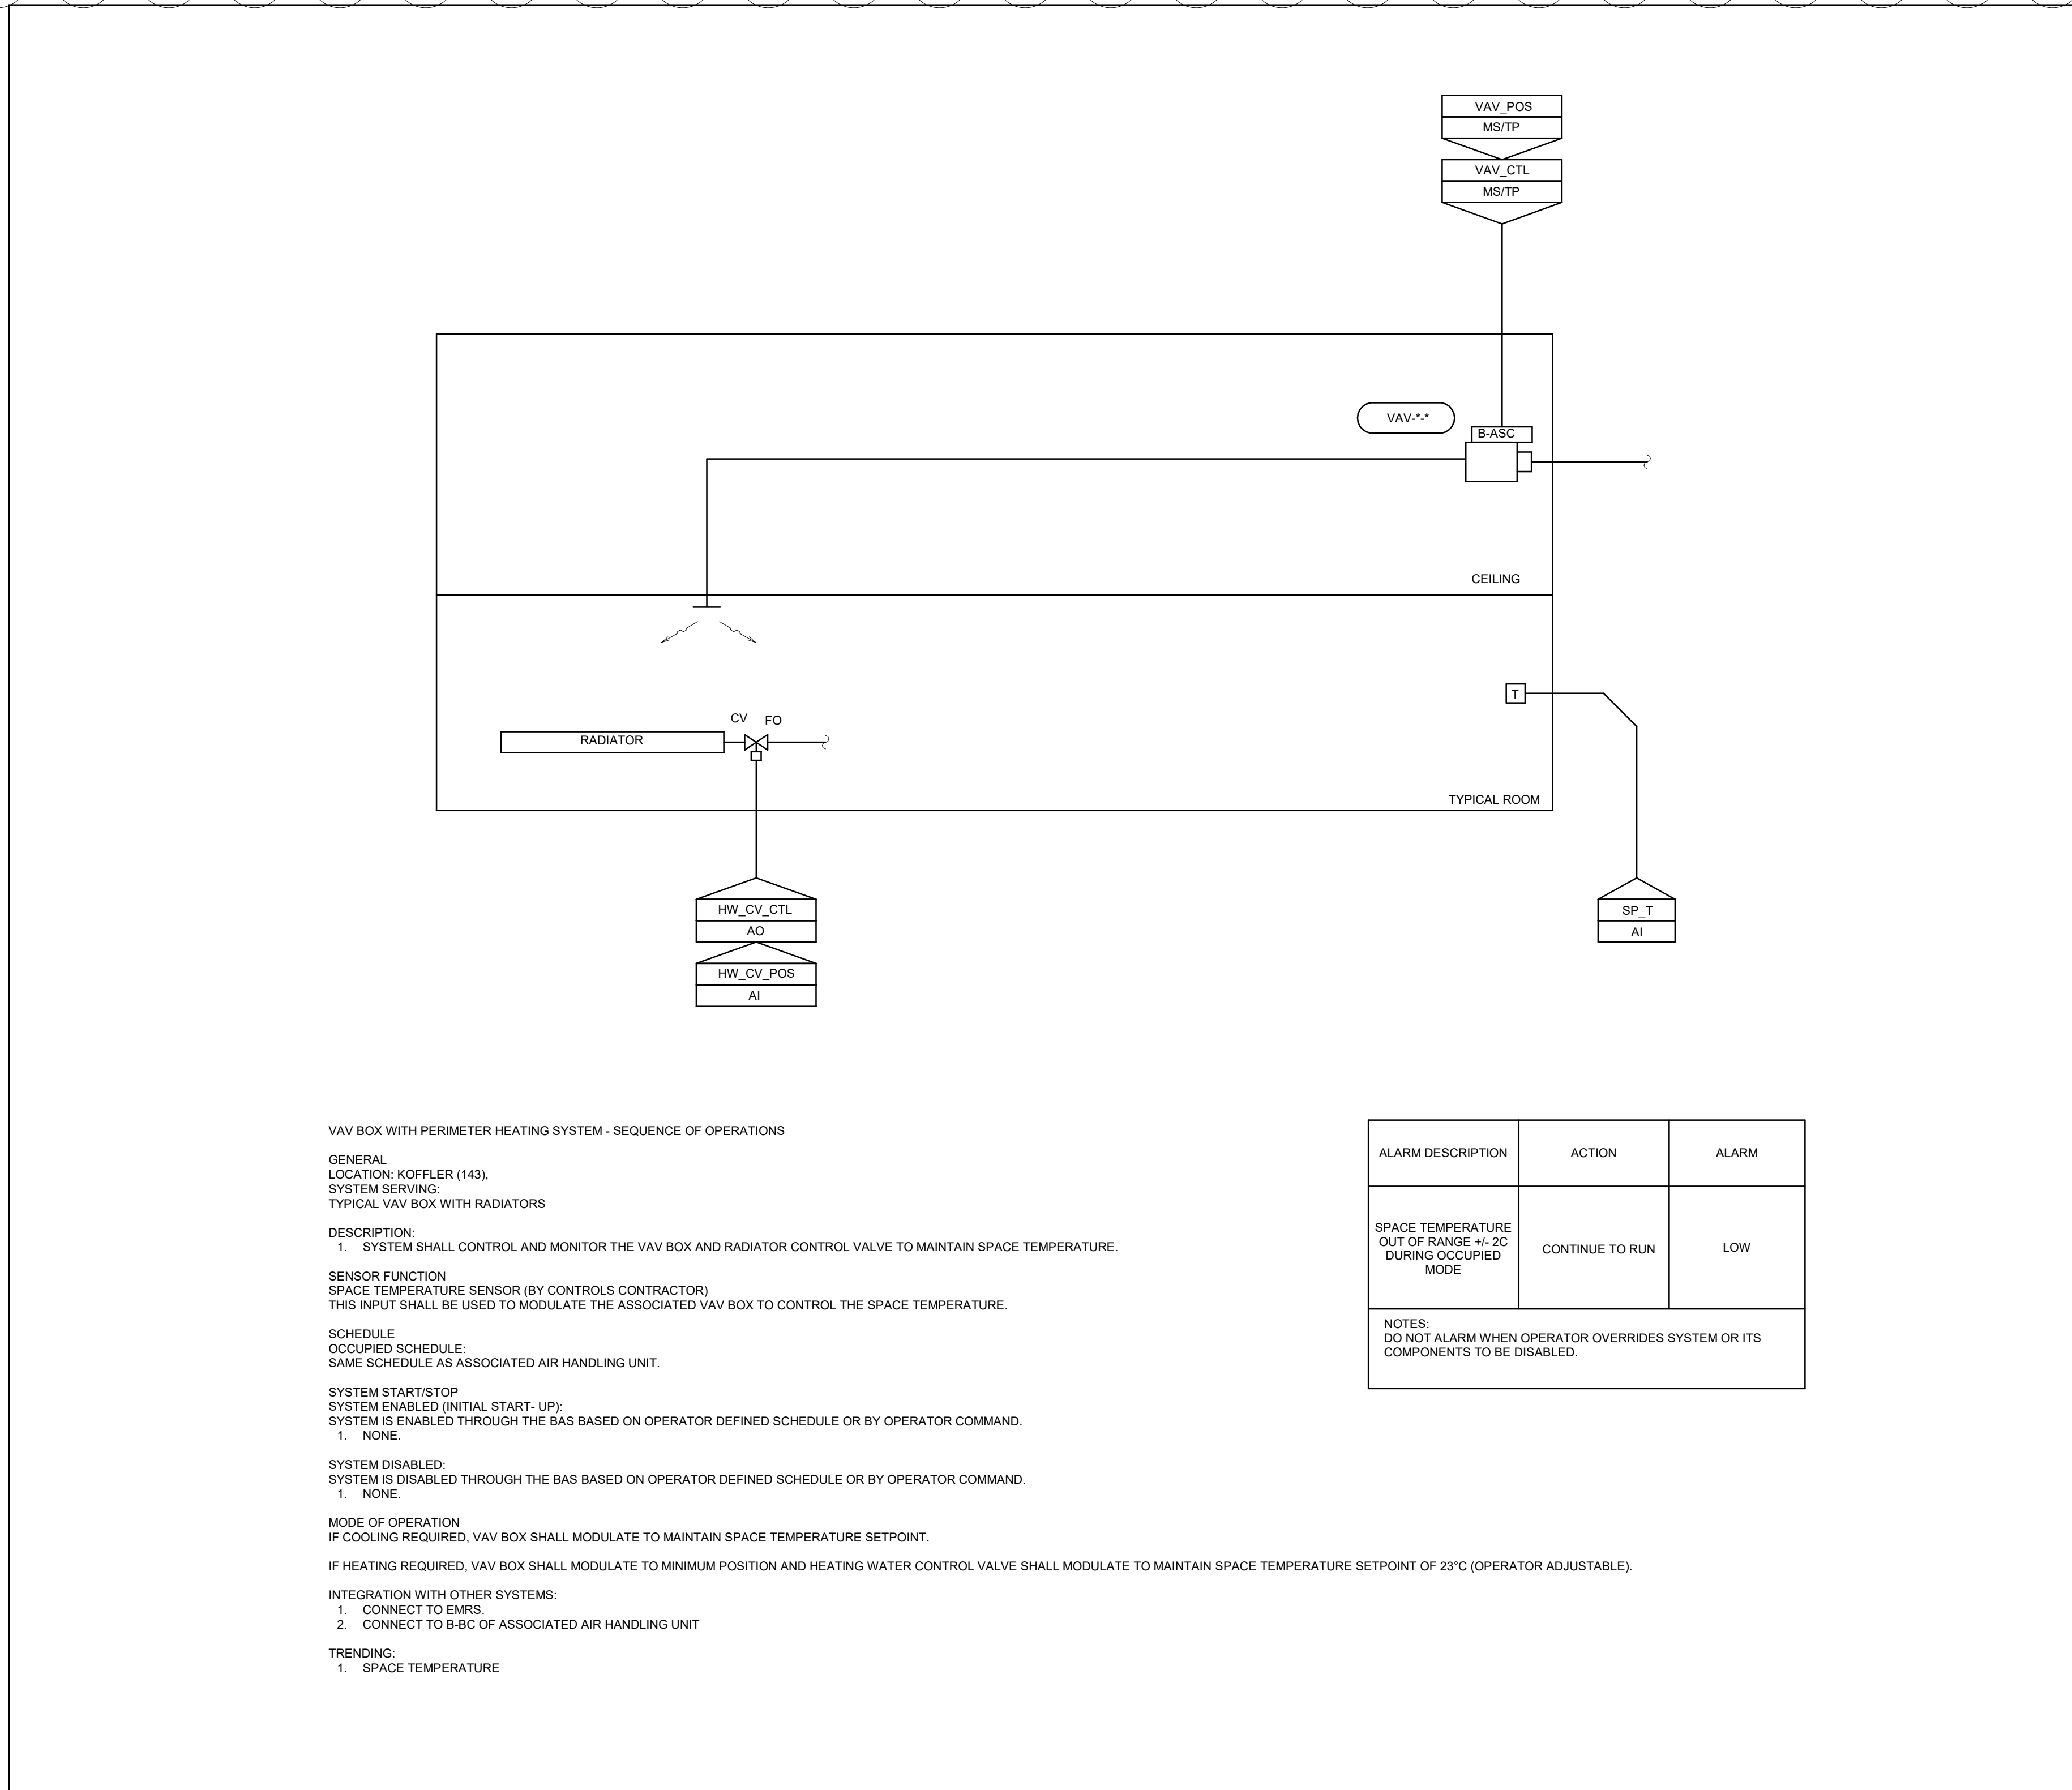 VAV_POS
MS/TP
VAV_CTL
MS/TP
VAV-*-*
B-ASC
CEILING
T
CV
FO
RADIATOR
TYPICAL ROOM
HW_CV_CTL
AO
HW_CV_POS
AI
SP_T
AI
VAV BOX WITH PERIMETER HEATING SYSTEM - SEQUENCE OF OPERATIONS
GENERAL
LOCATION: KOFFLER (143),
SYSTEM SERVING:
TYPICAL VAV BOX WITH RADIATORS
DESCRIPTION:
1. SYSTEM SHALL CONTROL AND MONITOR THE VAV BOX AND RADIATOR CONTROL VALVE TO MAINTAIN SPACE TEMPERATURE.
SENSOR FUNCTION
SPACE TEMPERATURE SENSOR (BY CONTROLS CONTRACTOR)
THIS INPUT SHALL BE USED TO MODULATE THE ASSOCIATED VAV BOX TO CONTROL THE SPACE TEMPERATURE.
SCHEDULE
OCCUPIED SCHEDULE:
SAME SCHEDULE AS ASSOCIATED AIR HANDLING UNIT.
SYSTEM START/STOP
SYSTEM ENABLED (INITIAL START- UP):
SYSTEM IS ENABLED THROUGH THE BAS BASED ON OPERATOR DEFINED SCHEDULE OR BY OPERATOR COMMAND.
1. NONE.
SYSTEM DISABLED:
SYSTEM IS DISABLED THROUGH THE BAS BASED ON OPERATOR DEFINED SCHEDULE OR BY OPERATOR COMMAND.
1. NONE.
MODE OF OPERATION
IF COOLING REQUIRED, VAV BOX SHALL MODULATE TO MAINTAIN SPACE TEMPERATURE SETPOINT.
IF HEATING REQUIRED, VAV BOX SHALL MODULATE TO MINIMUM POSITION AND HEATING WATER CONTROL VALVE SHALL MODULATE TO MAINTAIN SPACE TEMPERATURE SETPOINT OF 23°C (OPERATOR ADJUSTABLE).
INTEGRATION WITH OTHER SYSTEMS:
1. CONNECT TO EMRS.
2. CONNECT TO B-BC OF ASSOCIATED AIR HANDLING UNIT
TRENDING:
1. SPACE TEMPERATURE
ALARM DESCRIPTION
ACTION
ALARM
SPACE TEMPERATURE
OUT OF RANGE +/- 2C
DURING OCCUPIED
MODE
CONTINUE TO RUN
LOW
NOTES:
DO NOT ALARM WHEN OPERATOR OVERRIDES SYSTEM OR ITS
COMPONENTS TO BE DISABLED.